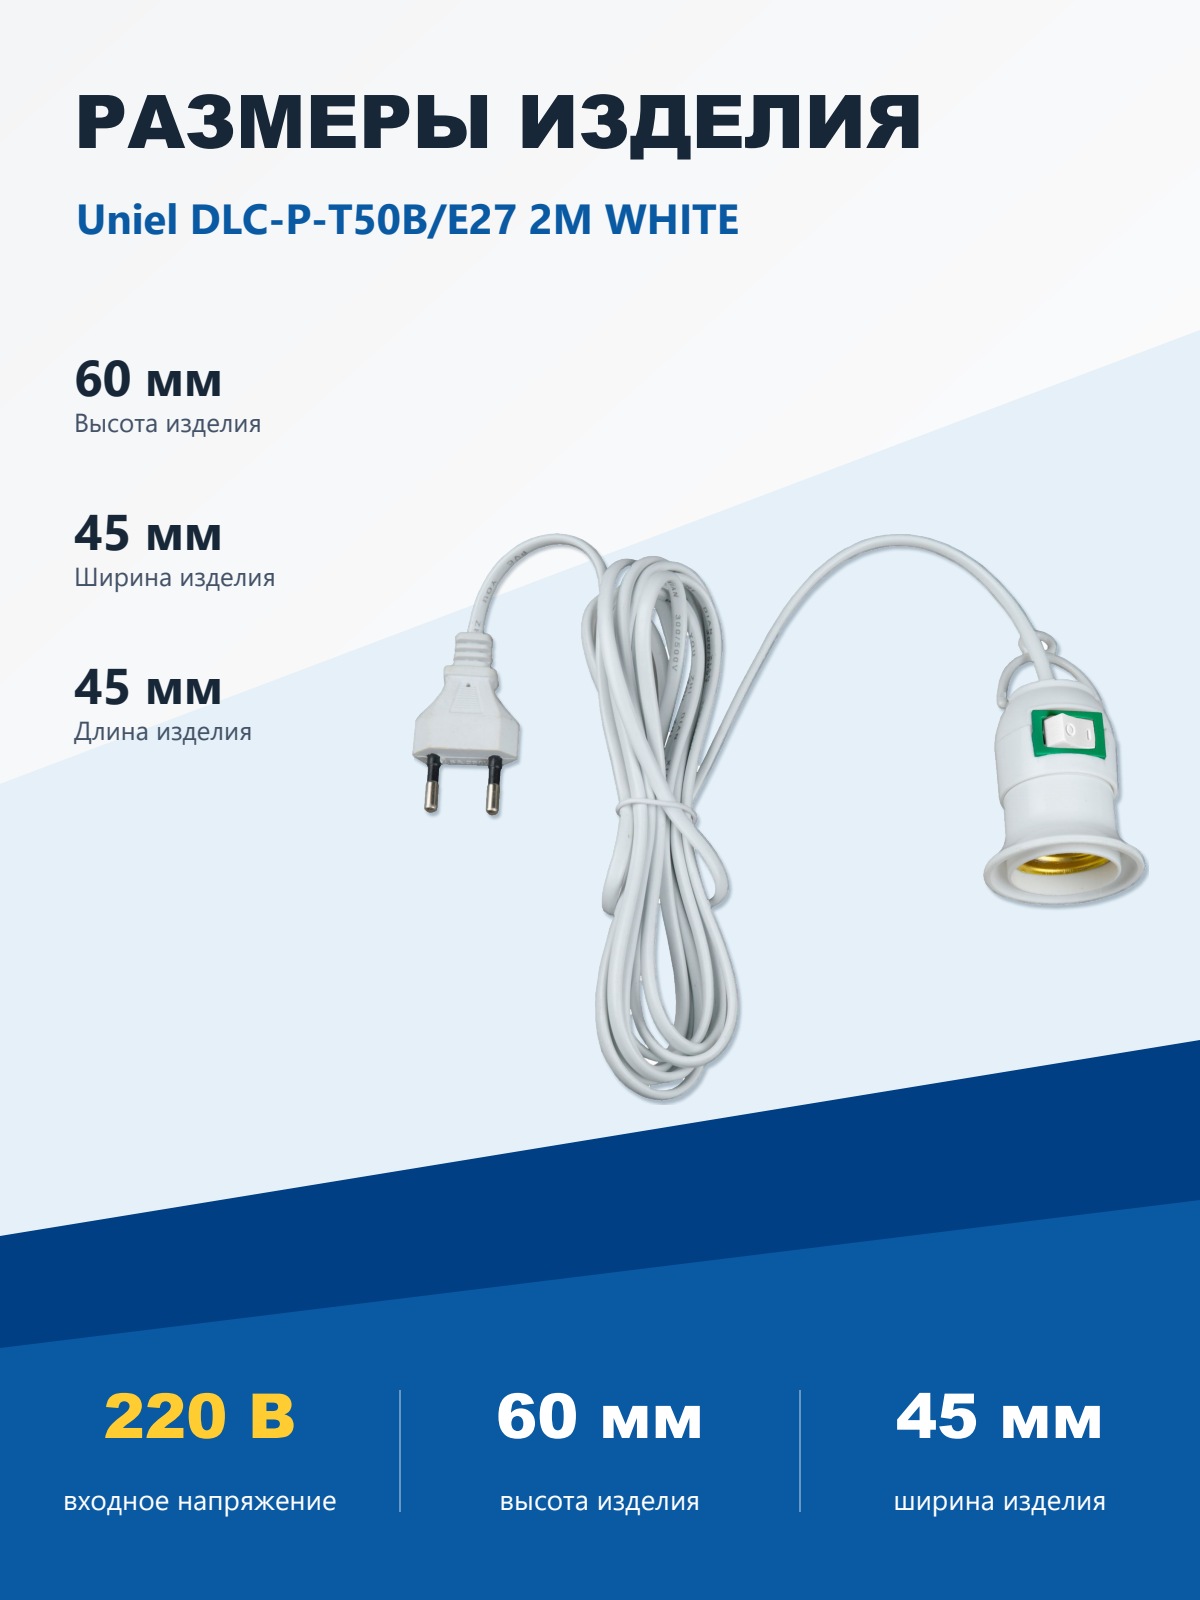 РАЗМЕРЫ ИЗДЕЛИЯ
Uniel DLC-P-T50B/E27 2M WHITE
60 мм
Высота изделия
45 мм
Ширина изделия
45 мм
Длина изделия
220 В
входное напряжение
60 мм
высота изделия
45 мм
ширина изделия